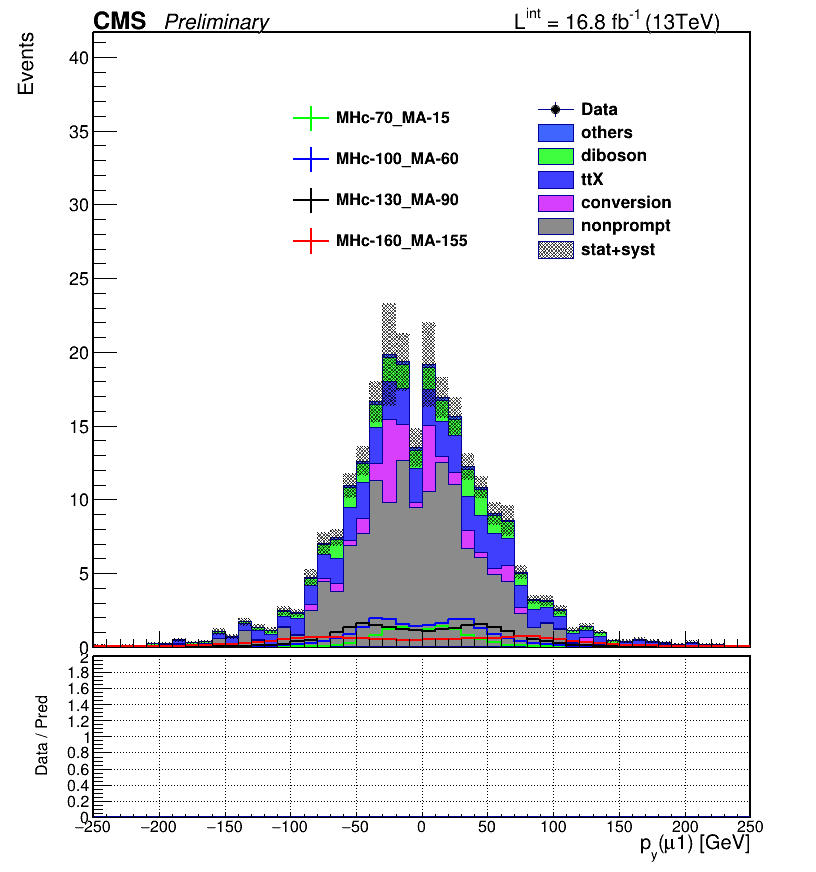 CMS Preliminary L^int = 16.8 fb^-1 (13TeV)
Events
40
35
30
25
20
15
10
5
0
MHc-70_MA-15
MHc-100_MA-60
MHc-130_MA-90
MHc-160_MA-155
Data
others
diboson
ttX
conversion
nonprompt
stat+syst
Data / Pred
2
1.8
1.6
1.4
1.2
1
0.8
0.6
0.4
0.2
0
−250 −200 −150 −100 −50 0 50 100 150 200 250
p_y(μ1) [GeV]